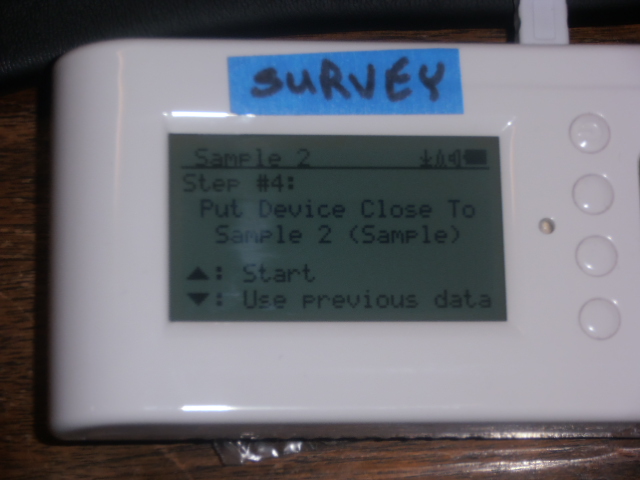 SURVEY
Sample 2
Step #4:
Put Device Close To
Sample 2 (Sample)
▲: Start
▼: Use previous data